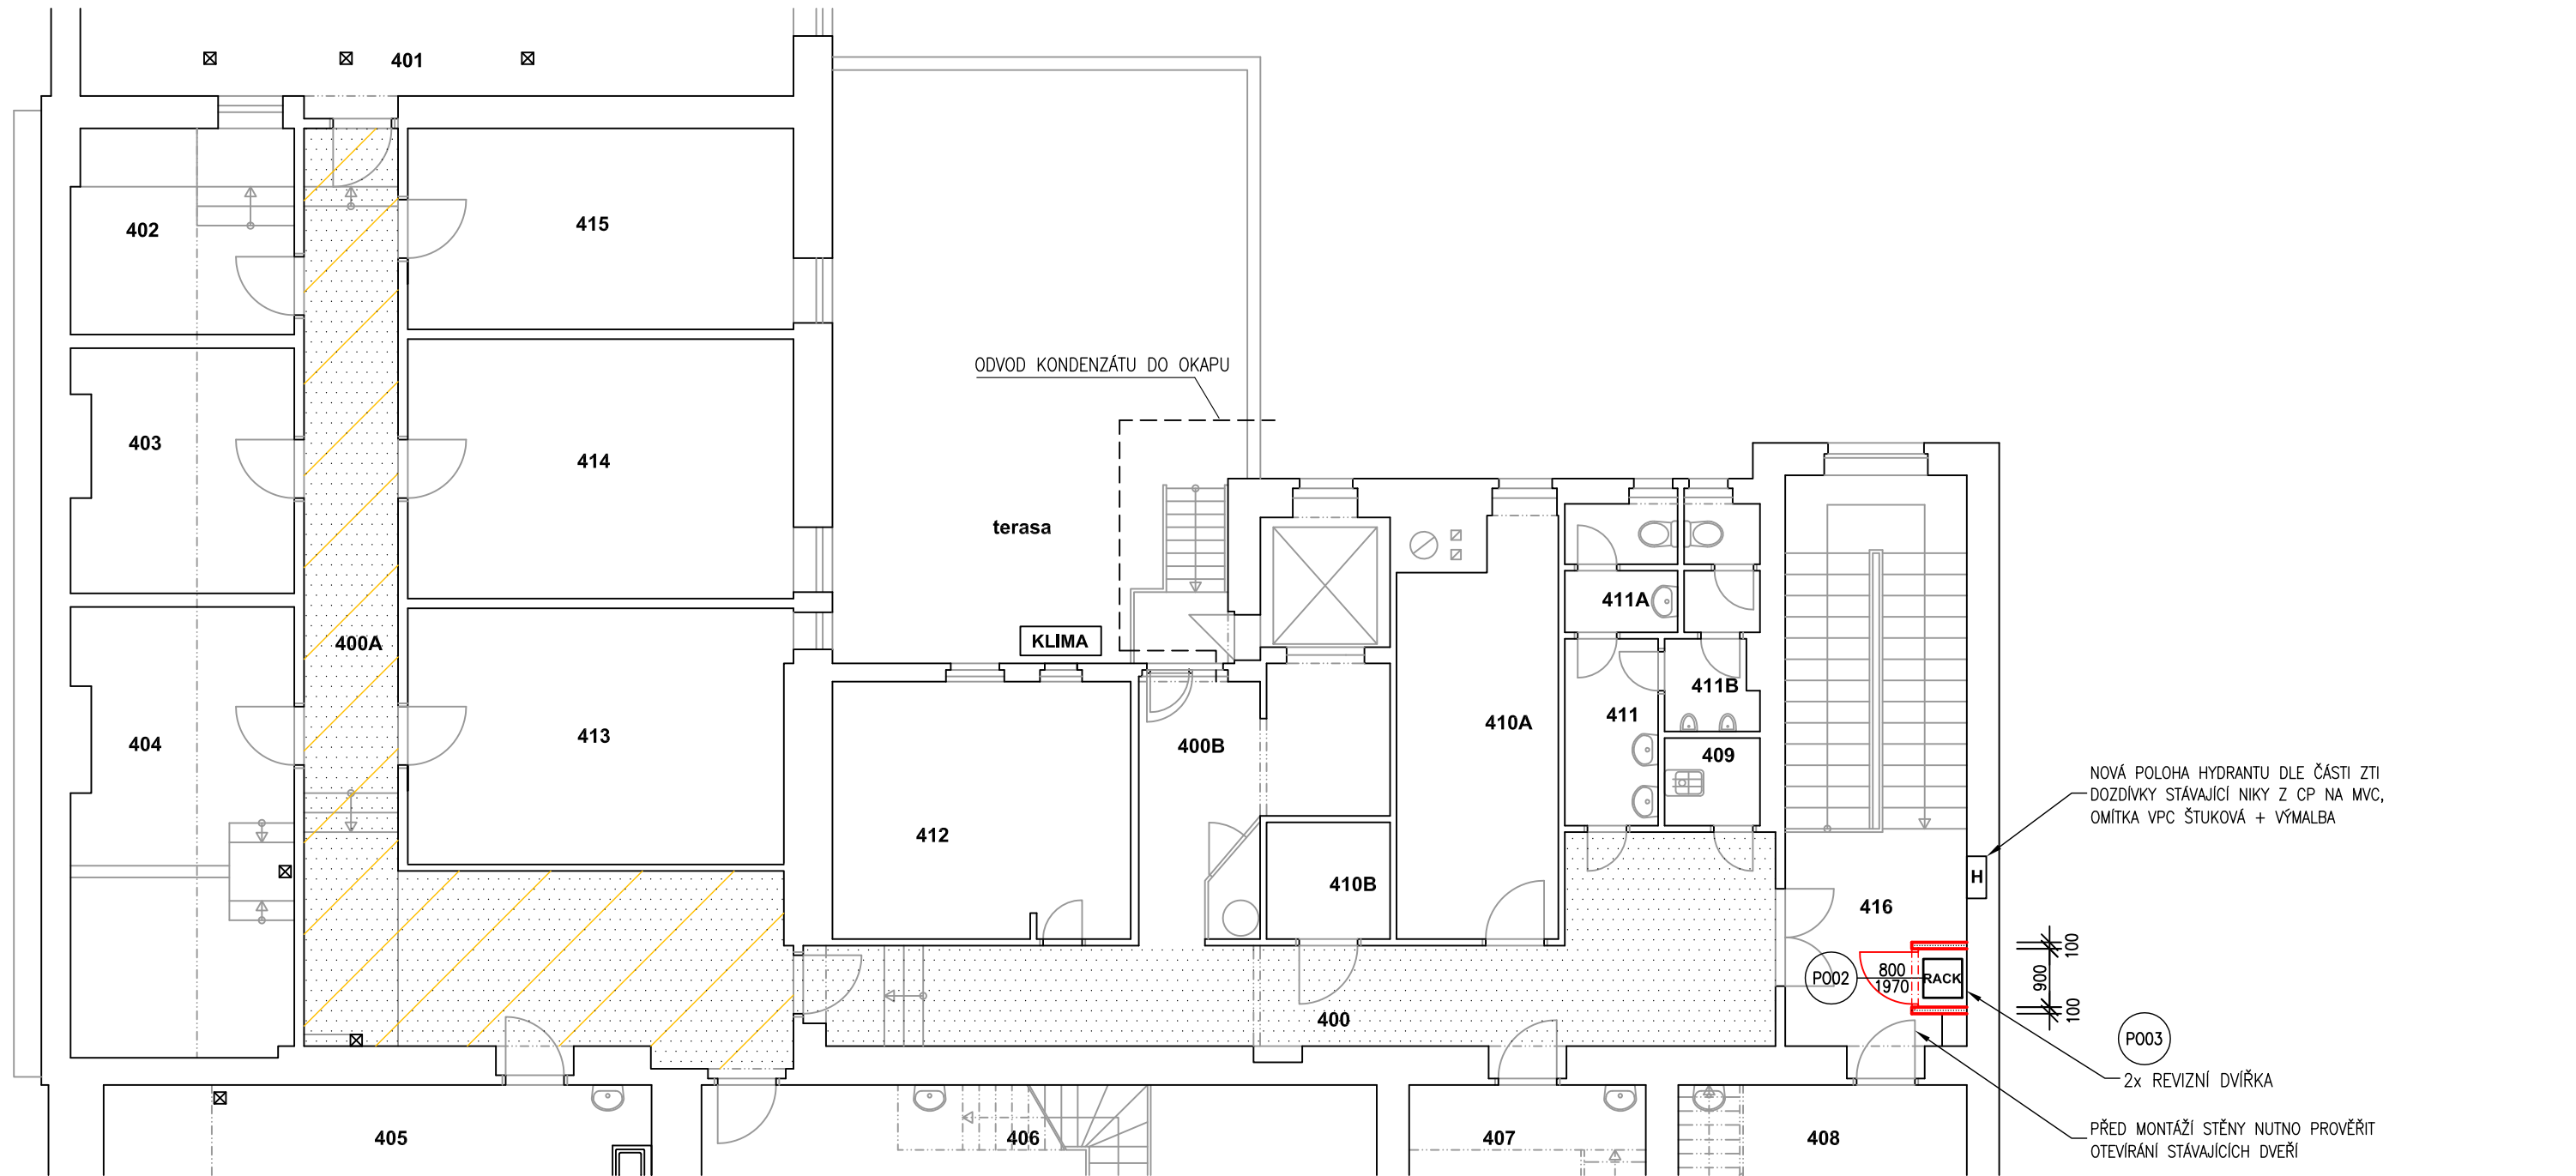 401
402
415
ODVOD KONDENZÁTU DO OKAPU
403
414
terasa
411A
KLIMA
400A
411B
404
413
400B
410A
411
409
NOVÁ POLOHA HYDRANTU DLE ČÁSTI ZTI
DOZDÍVKY STÁVAJÍCÍ NIKY Z CP NA MVC,
OMÍTKA VPC ŠTUKOVÁ + VÝMALBA
412
410B
H
416
100
900
100
P002
800
1970
RACK
400
P003
2x REVIZNÍ DVÍŘKA
405
406
407
408
PŘED MONTÁŽÍ STĚNY NUTNO PROVĚŘIT
OTEVÍRÁNÍ STÁVAJÍCÍCH DVEŘÍ